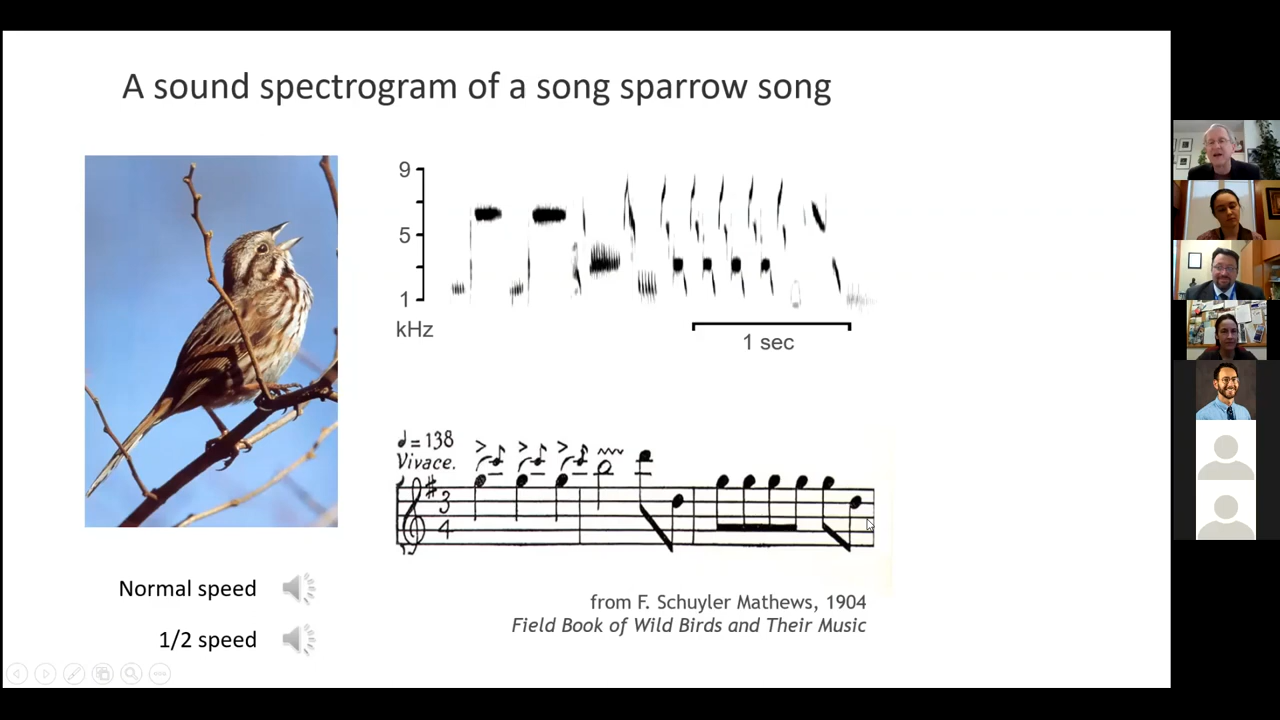 A sound spectrogram of a song sparrow song
9
5
1
kHz
1 sec
= 138
Vivace.
3
4
from F. Schuyler Mathews, 1904
Field Book of Wild Birds and Their Music
Normal speed
1/2 speed